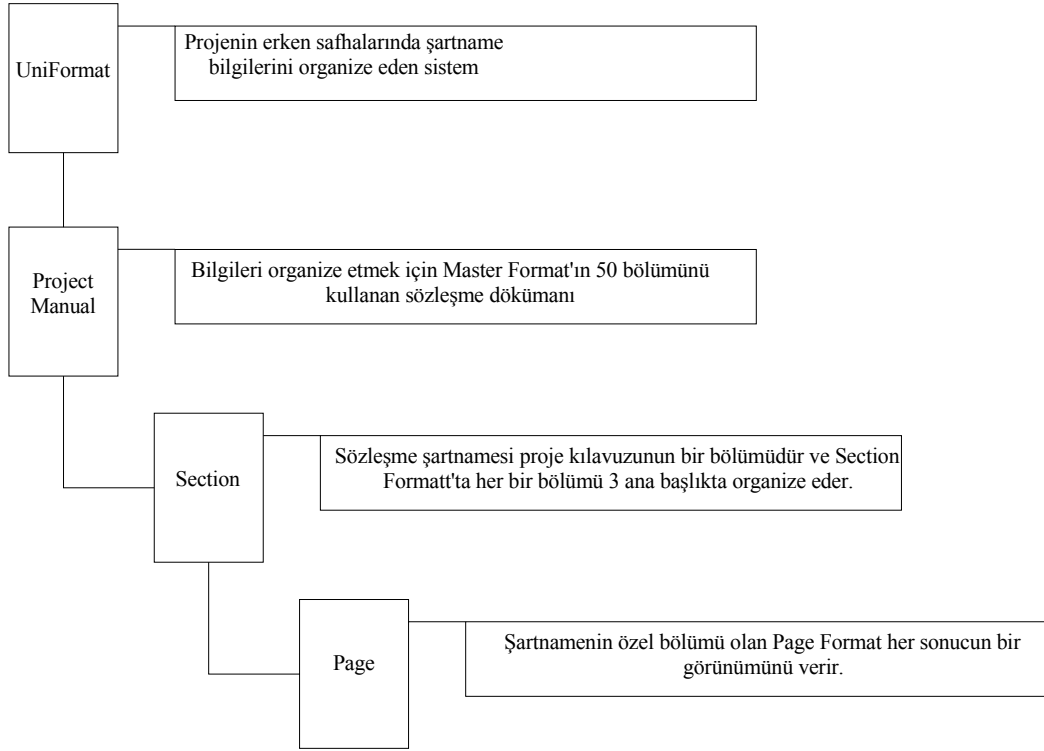 UniFormat
Projenin erken safhalarında şartname
bilgilerini organize eden sistem
Project
Manual
Bilgileri organize etmek için Master Format'ın 50 bölümünü
kullanan sözleşme dökümanı
Section
Sözleşme şartnamesi proje kılavuzunun bir bölümüdür ve Section
Formatt'ta her bir bölümü 3 ana başlıkta organize eder.
Page
Şartnamenin özel bölümü olan Page Format her sonucun bir
görünümünü verir.